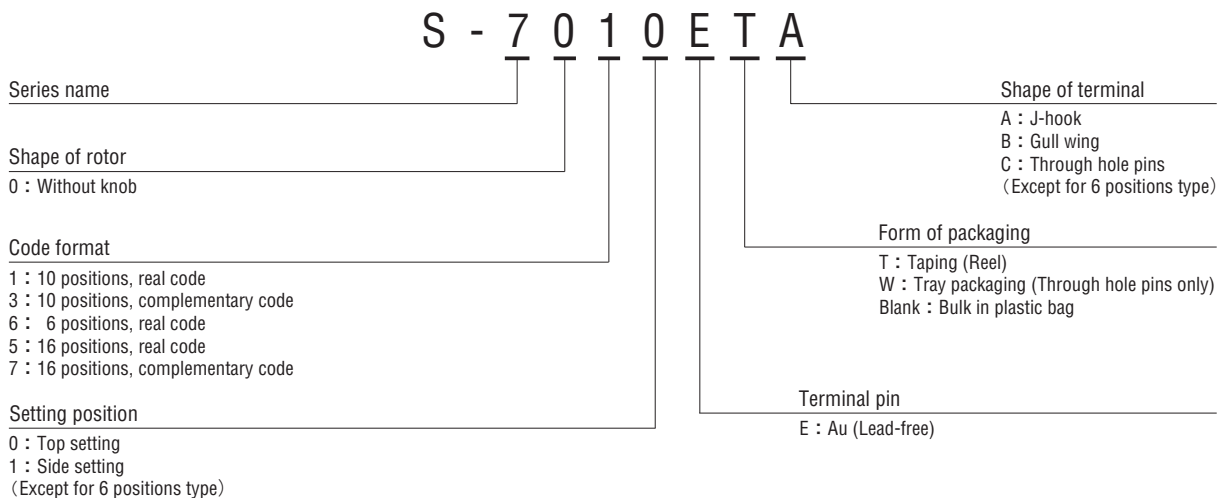 S - 7 0 1 0 E T A
Series name
Shape of rotor
0 : Without knob
Code format
1 : 10 positions, real code
3 : 10 positions, complementary code
6 : 6 positions, real code
5 : 16 positions, real code
7 : 16 positions, complementary code
Setting position
0 : Top setting
1 : Side setting
(Except for 6 positions type)
Shape of terminal
A : J-hook
B : Gull wing
C : Through hole pins
(Except for 6 positions type)
Form of packaging
T : Taping (Reel)
W : Tray packaging (Through hole pins only)
Blank : Bulk in plastic bag
Terminal pin
E : Au (Lead-free)